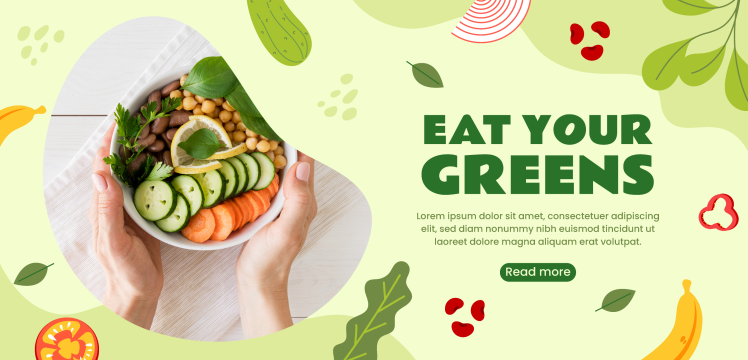 EAT YOUR
GREENS
Lorem ipsum dolor sit amet, consectetuer adipiscing
elit, sed diam nonummy nibh euismod tincidunt ut
laoreet dolore magna aliquam erat volutpat.
Read more